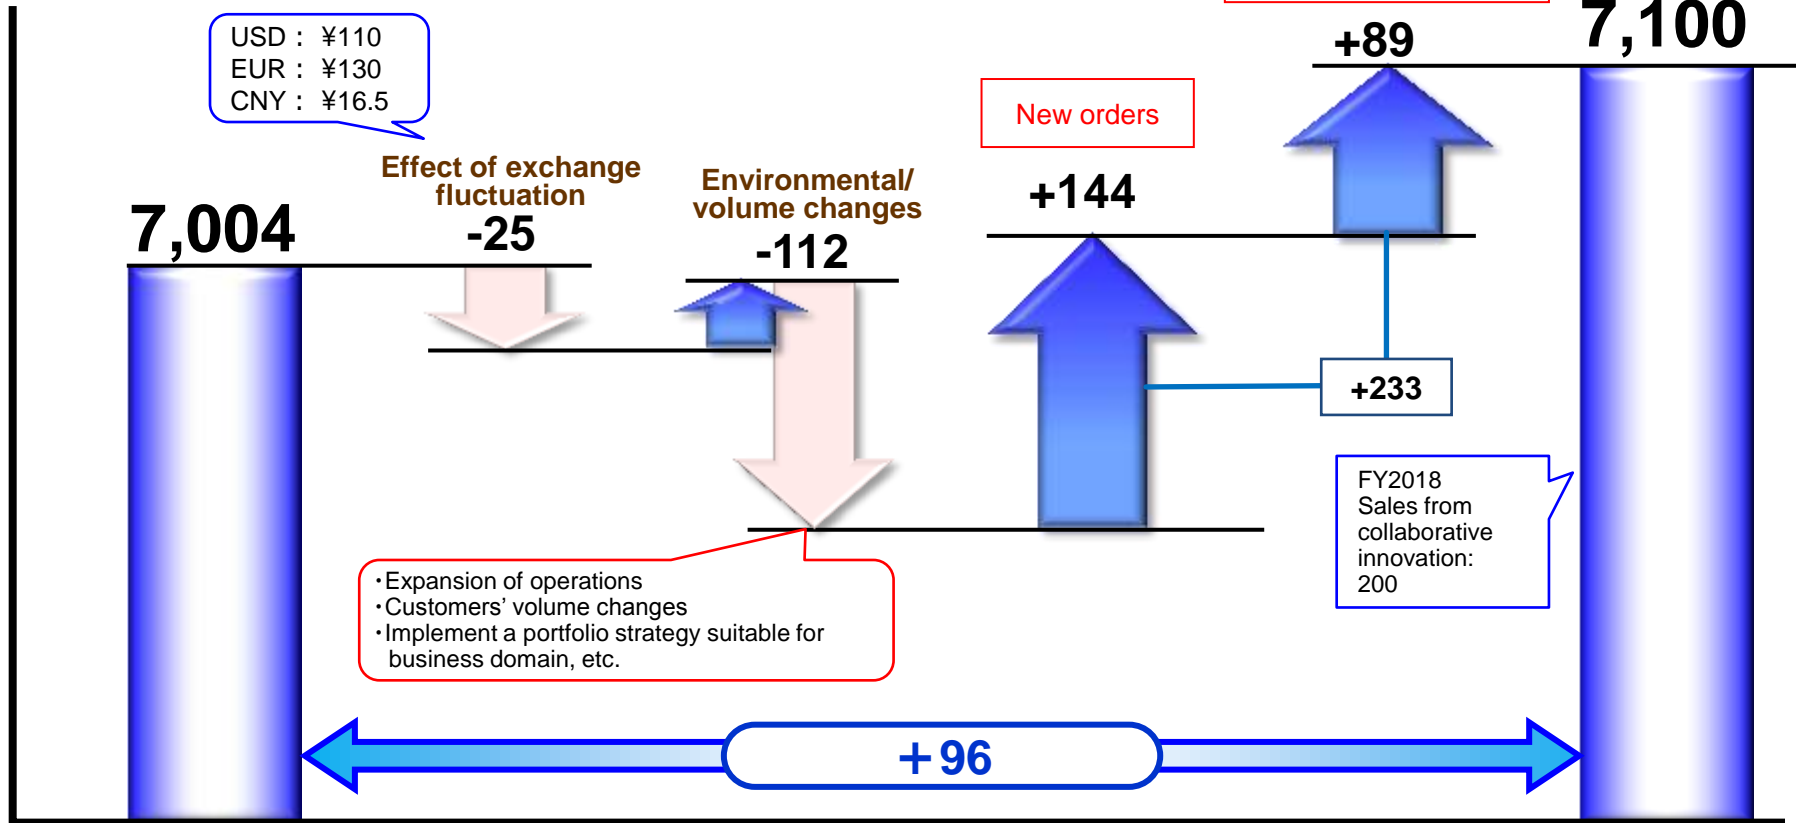 USD： ¥110
EUR： ¥130
CNY： ¥16.5
Effect of exchange
fluctuation
-25
7,004
Environmental/
volume changes
-112
New orders
+144
+89
7,100
+233
FY2018
Sales from
collaborative
innovation:
200
・Expansion of operations
・Customers’ volume changes
・Implement a portfolio strategy suitable for
business domain, etc.
＋96